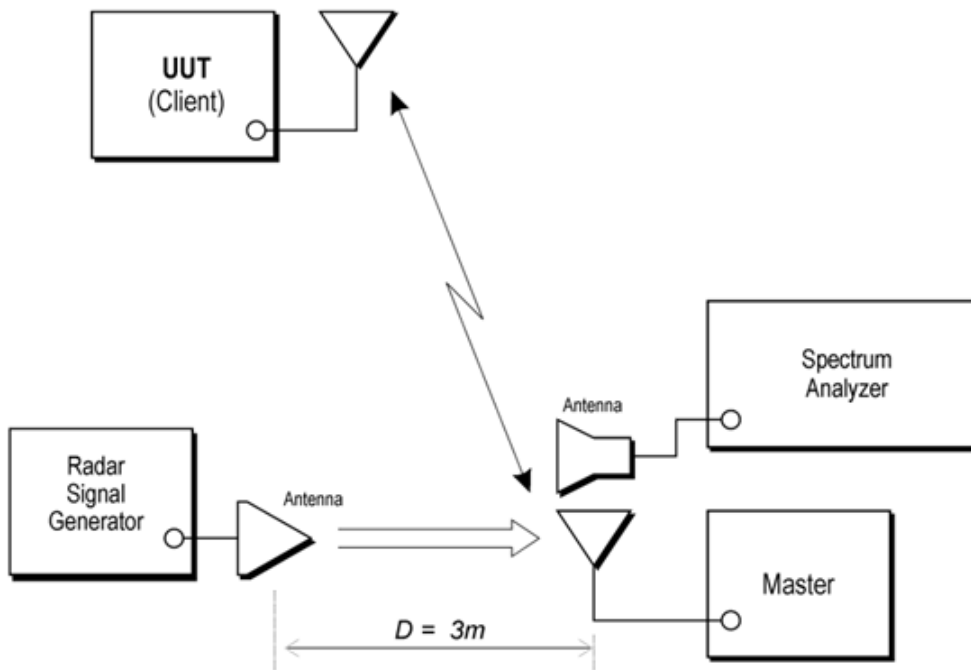 UUT
(Client)
Spectrum
Analyzer
Antenna
Radar
Signal
Generator
Antenna
Master
D = 3m